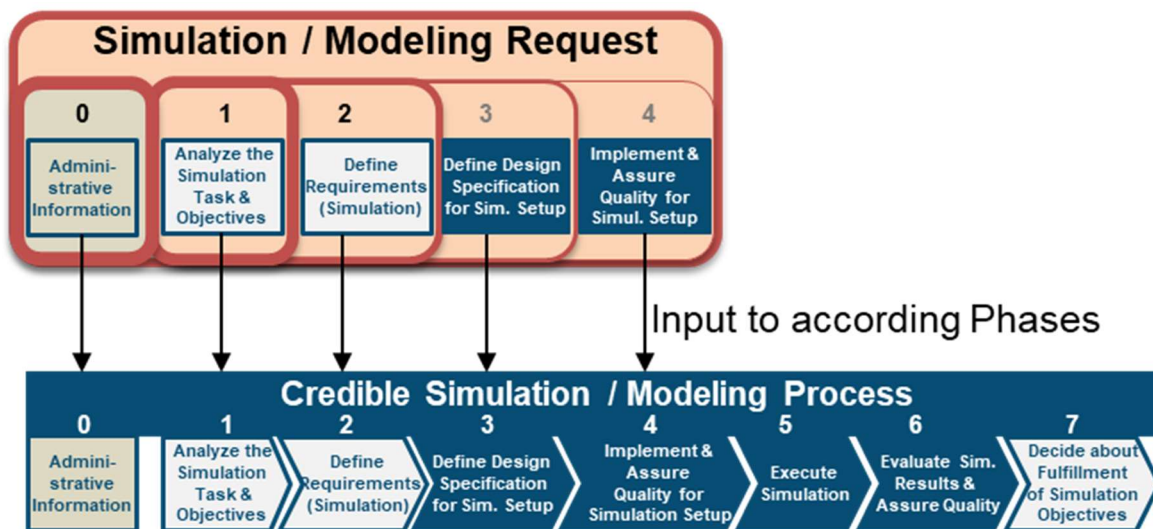 Simulation / Modeling Request
0
Admini-
strative
Information
1
Analyze the
Simulation
Task &
Objectives
2
Define
Requirements
(Simulation)
3
Define Design
Specification
for Sim. Setup
4
Implement &
Assure
Quality for
Simul. Setup
Input to according Phases
Credible Simulation / Modeling Process
0
Admini-
strative
Information
1
Analyze the
Simulation
Task &
Objectives
2
Define
Requirements
(Simulation)
3
Define Design
Specification
for Sim. Setup
4
Implement &
Assure
Quality for
Simulation Setup
5
Execute
Simulation
6
Evaluate Sim.
Results &
Assure Quality
7
Decide about
Fulfillment
of Simulation
Objectives